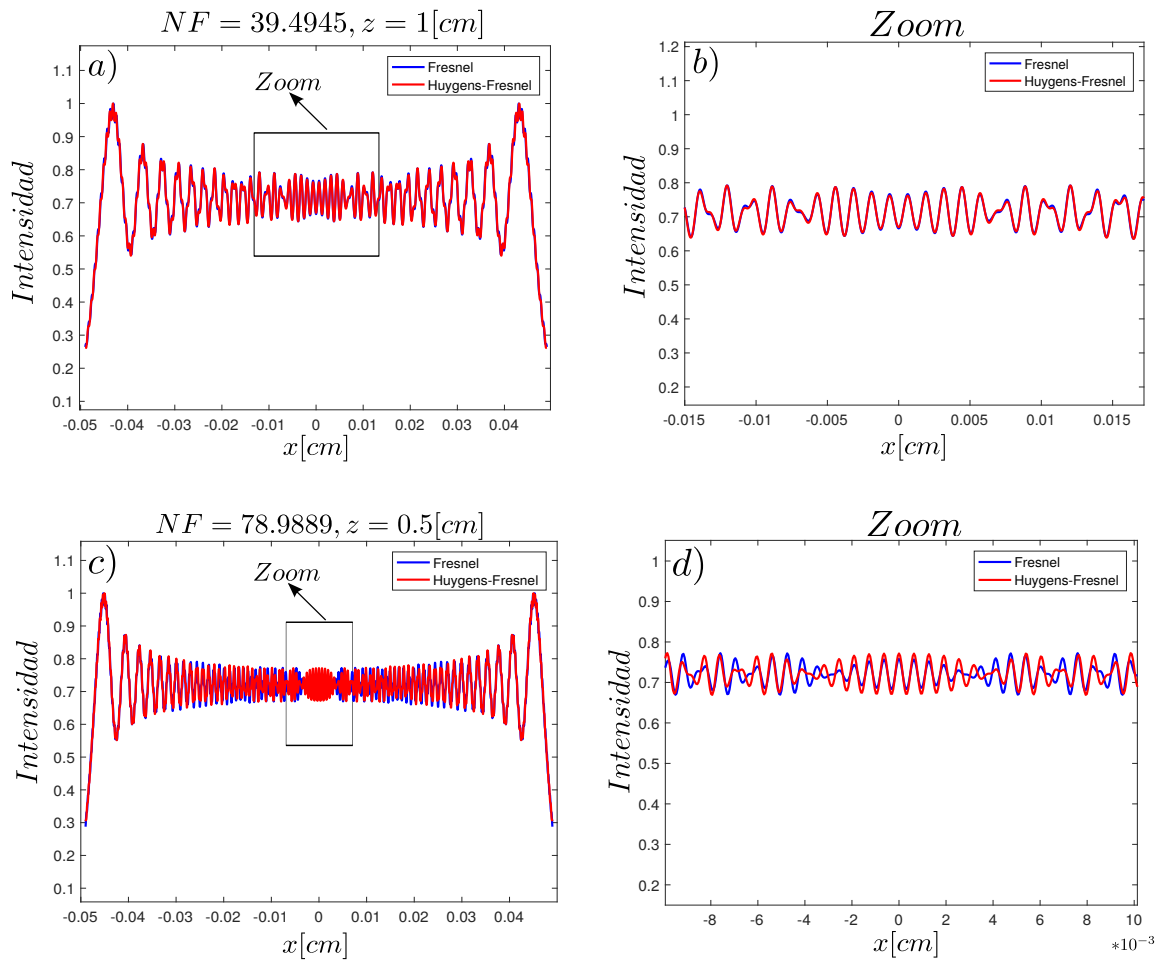 NF = 39.4945, z = 1[cm]
a)
Zoom
Fresnel
Huygens-Fresnel
1.1
1
0.9
0.8
0.7
0.6
0.5
0.4
0.3
0.2
0.1
Intensidad
-0.05 -0.04 -0.03 -0.02 -0.01 0 0.01 0.02 0.03 0.04
x[cm]
Zoom
b)
Fresnel
Huygens-Fresnel
1.2
1.1
1
0.9
0.8
0.7
0.6
0.5
0.4
0.3
0.2
Intensidad
-0.015 -0.01 -0.005 0 0.005 0.01 0.015
x[cm]
NF = 78.9889, z = 0.5[cm]
c)
Zoom
Fresnel
Huygens-Fresnel
1.1
1
0.9
0.8
0.7
0.6
0.5
0.4
0.3
0.2
0.1
Intensidad
-0.05 -0.04 -0.03 -0.02 -0.01 0 0.01 0.02 0.03 0.04
x[cm]
Zoom
d)
Fresnel
Huygens-Fresnel
1
0.9
0.8
0.7
0.6
0.5
0.4
0.3
0.2
Intensidad
-8 -6 -4 -2 0 2 4 6 8 10
x[cm]
*10⁻³